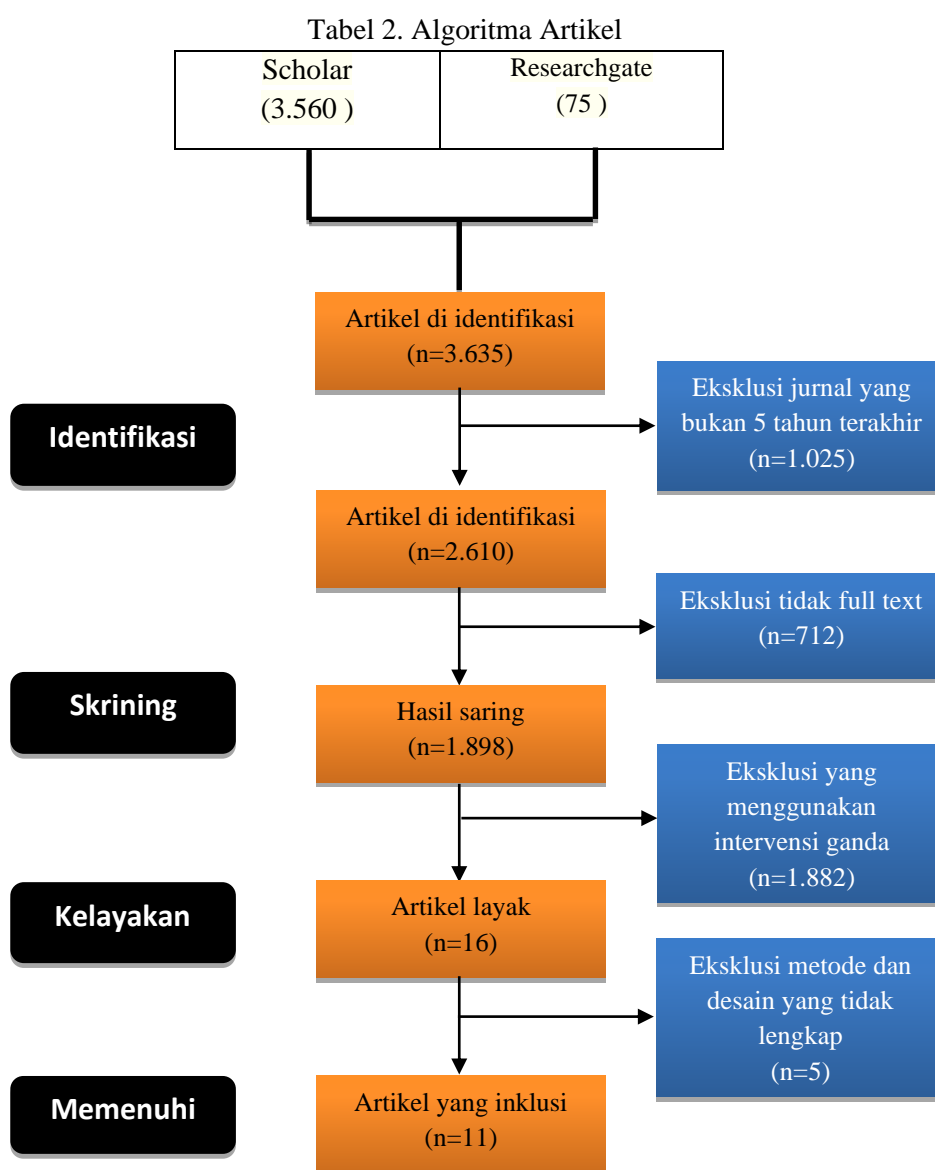 Tabel 2. Algoritma Artikel
Scholar
(3.560 )
Researchgate
(75 )
Artikel di identifikasi
(n=3.635)
Eksklusi jurnal yang
bukan 5 tahun terakhir
(n=1.025)
Identifikasi
Artikel di identifikasi
(n=2.610)
Eksklusi tidak full text
(n=712)
Skrining
Hasil saring
(n=1.898)
Eksklusi yang
menggunakan
intervensi ganda
(n=1.882)
Kelayakan
Artikel layak
(n=16)
Eksklusi metode dan
desain yang tidak
lengkap
(n=5)
Memenuhi
Artikel yang inklusi
(n=11)